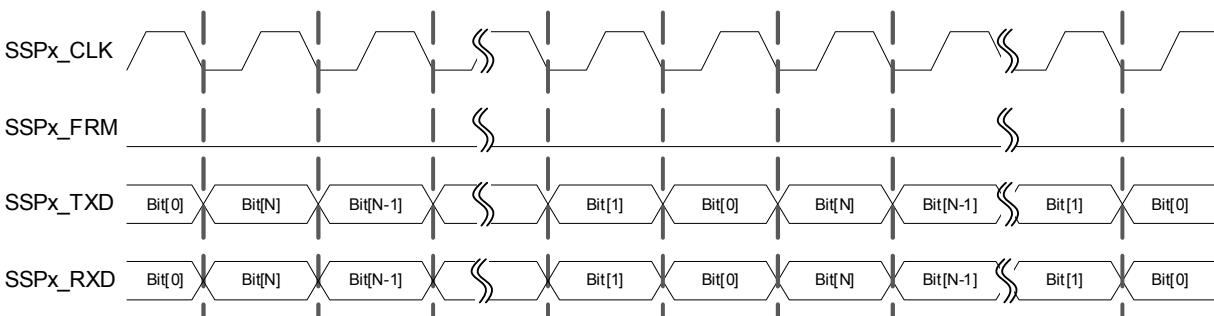 SSPx_CLK
SSPx_FRM
SSPx_TXD Bit[0] Bit[N] Bit[N-1] Bit[1] Bit[0] Bit[N] Bit[N-1] Bit[1] Bit[0]
SSPx_RXD Bit[0] Bit[N] Bit[N-1] Bit[1] Bit[0] Bit[N] Bit[N-1] Bit[1] Bit[0]